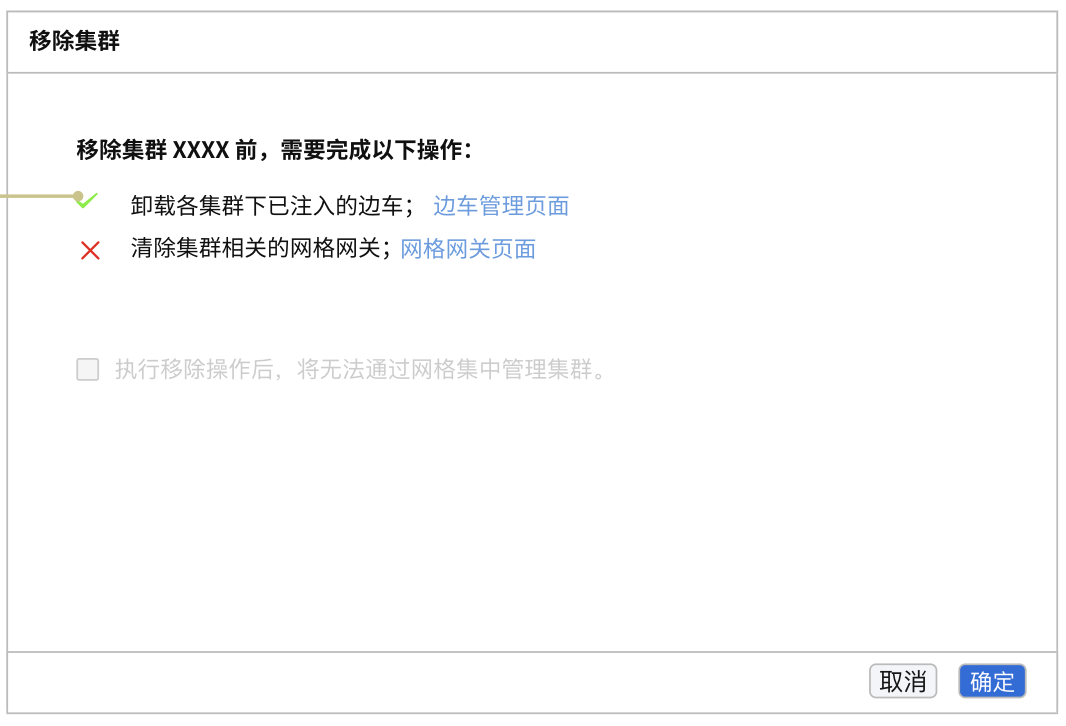 移除集群
移除集群 XXXX 前，需要完成以下操作：
卸载各集群下已注入的边车； 边车管理页面
清除集群相关的网格网关；网格网关页面
执行移除操作后，将无法通过网格集中管理集群。
取消 确定